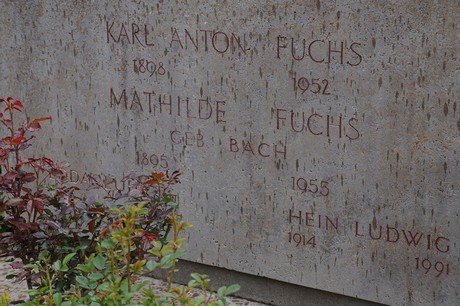 KARL ANTON FUCHS
1898 1952
MATHILDE FUCHS
GEB BACH
1895 1955
HEIN LUDWIG
1914 1991